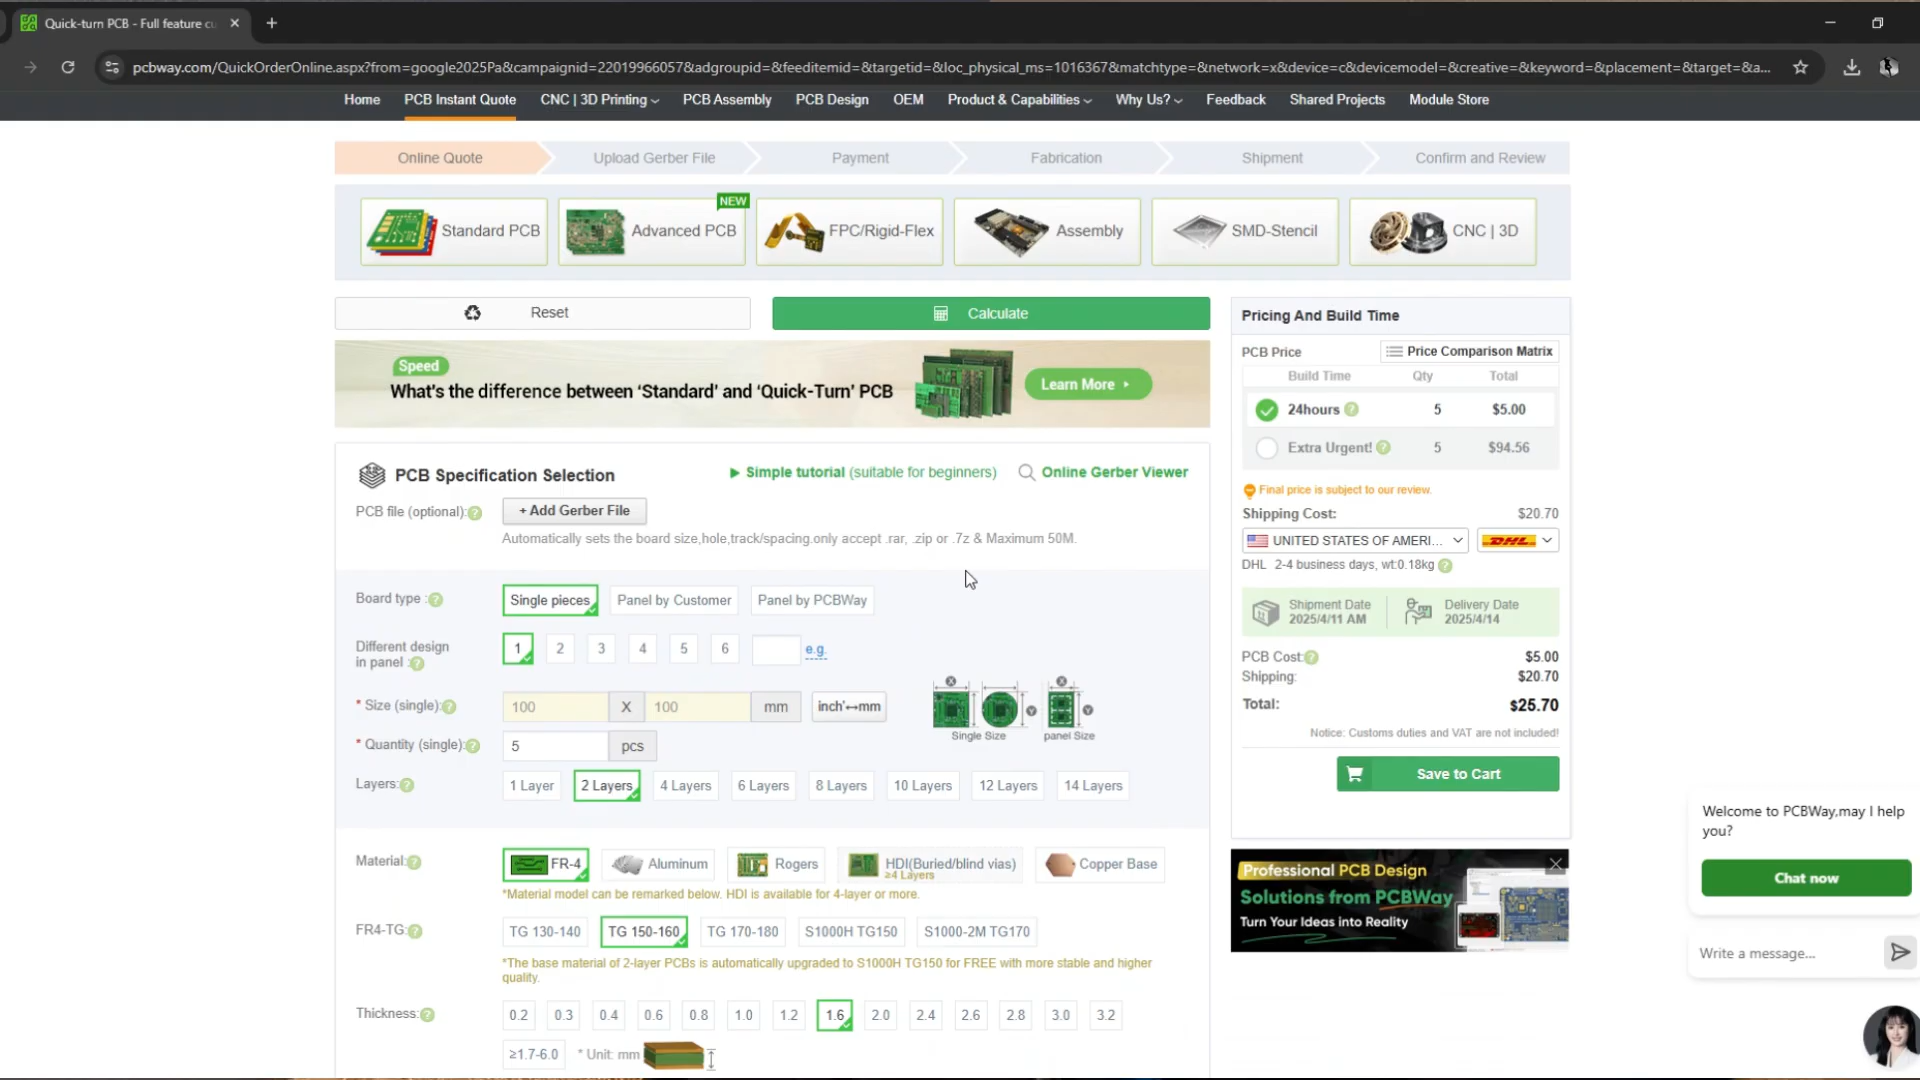 Quick-turn PCB - Full feature cu
pcbway.com/QuickOrderOnline.aspx?from=google2025Pa&campaignid=22019966057&adgroupid=&feeditemid=&targetid=&loc_physical_ms=1016367&matchtype=&network=x&device=c&devicemodel=&creative=&keyword=&placement=&target=&a...
Home PCB Instant Quote CNC | 3D Printing PCB Assembly PCB Design OEM Product & Capabilities Why Us? Feedback Shared Projects Module Store
Online Quote Upload Gerber File Payment Fabrication Shipment Confirm and Review
NEW
Standard PCB Advanced PCB FPC/Rigid-Flex Assembly SMD-Stencil CNC | 3D
Reset Calculate
Speed
What's the difference between 'Standard' and 'Quick-Turn' PCB
Learn More
PCB Specification Selection
Simple tutorial (suitable for beginners)
Online Gerber Viewer
PCB file (optional):
+ Add Gerber File
Automatically sets the board size,hole,track/spacing.only accept .rar, .zip or .7z & Maximum 50M.
Board type :
Single pieces Panel by Customer Panel by PCBWay
Different design
in panel :
1 2 3 4 5 6 e.g.
* Size (single):
100 X 100 mm inch'↔mm
X X
Y Y
Single Size panel Size
* Quantity (single):
5 pcs
Layers:
1 Layer 2 Layers 4 Layers 6 Layers 8 Layers 10 Layers 12 Layers 14 Layers
Material:
FR-4 Aluminum Rogers HDI(Buried/blind vias) Copper Base
≥4 Layers
*Material model can be remarked below. HDI is available for 4-layer or more.
FR4-TG:
TG 130-140 TG 150-160 TG 170-180 S1000H TG150 S1000-2M TG170
*The base material of 2-layer PCBs is automatically upgraded to S1000H TG150 for FREE with more stable and higher
quality.
Thickness:
0.2 0.3 0.4 0.6 0.8 1.0 1.2 1.6 2.0 2.4 2.6 2.8 3.0 3.2
≥1.7-6.0 * Unit: mm
Pricing And Build Time
PCB Price
Price Comparison Matrix
Build Time Qty Total
24hours 5 $5.00
Extra Urgent! 5 $94.56
Final price is subject to our review.
Shipping Cost: $20.70
UNITED STATES OF AMERI... DHL
DHL 2-4 business days, wt:0.18kg
Shipment Date
2025/4/11 AM
Delivery Date
2025/4/14
PCB Cost: $5.00
Shipping: $20.70
Total: $25.70
Notice: Customs duties and VAT are not included!
Save to Cart
Professional PCB Design
Solutions from PCBWay
Turn Your Ideas into Reality
Welcome to PCBWay,may I help
you?
Chat now
Write a message...